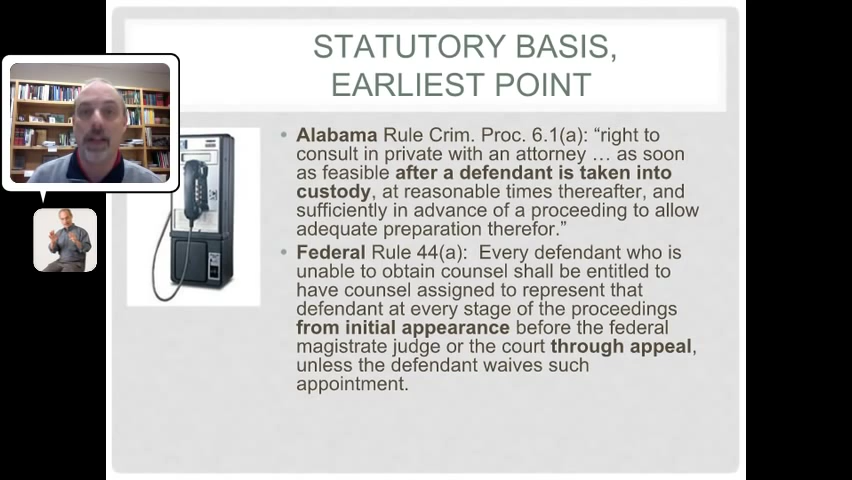 STATUTORY BASIS,
EARLIEST POINT
• Alabama Rule Crim. Proc. 6.1(a): “right to
consult in private with an attorney … as soon
as feasible after a defendant is taken into
custody, at reasonable times thereafter, and
sufficiently in advance of a proceeding to allow
adequate preparation therefor.”
• Federal Rule 44(a): Every defendant who is
unable to obtain counsel shall be entitled to
have counsel assigned to represent that
defendant at every stage of the proceedings
from initial appearance before the federal
magistrate judge or the court through appeal,
unless the defendant waives such
appointment.